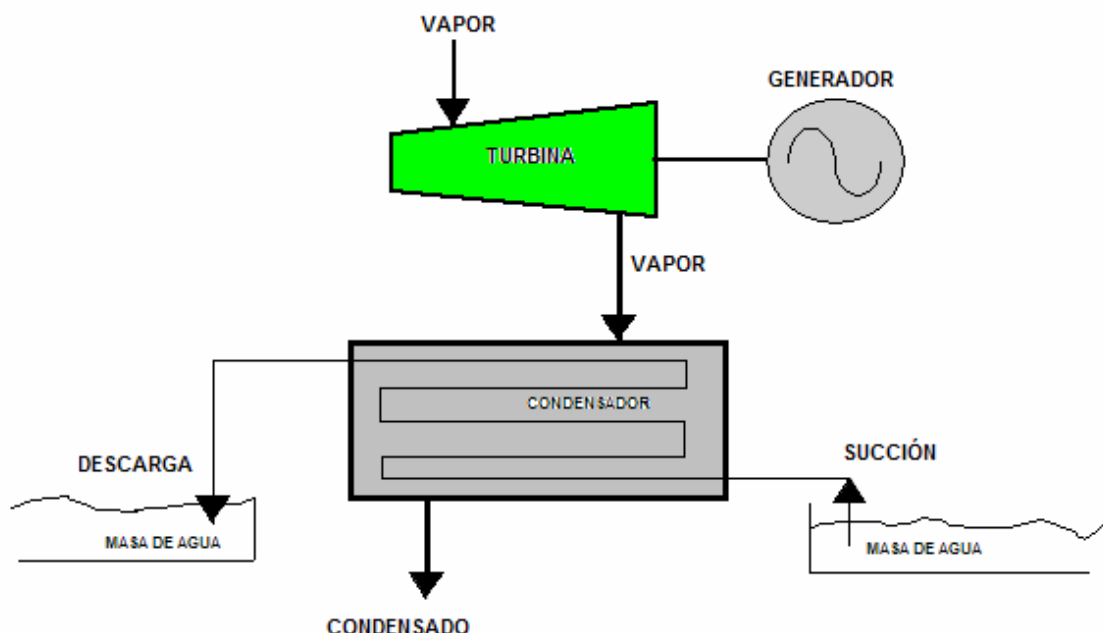 VAPOR
GENERADOR
TURBINA
VAPOR
CONDENSADOR
DESCARGA
SUCCIÓN
MASA DE AGUA
MASA DE AGUA
CONDENSADO